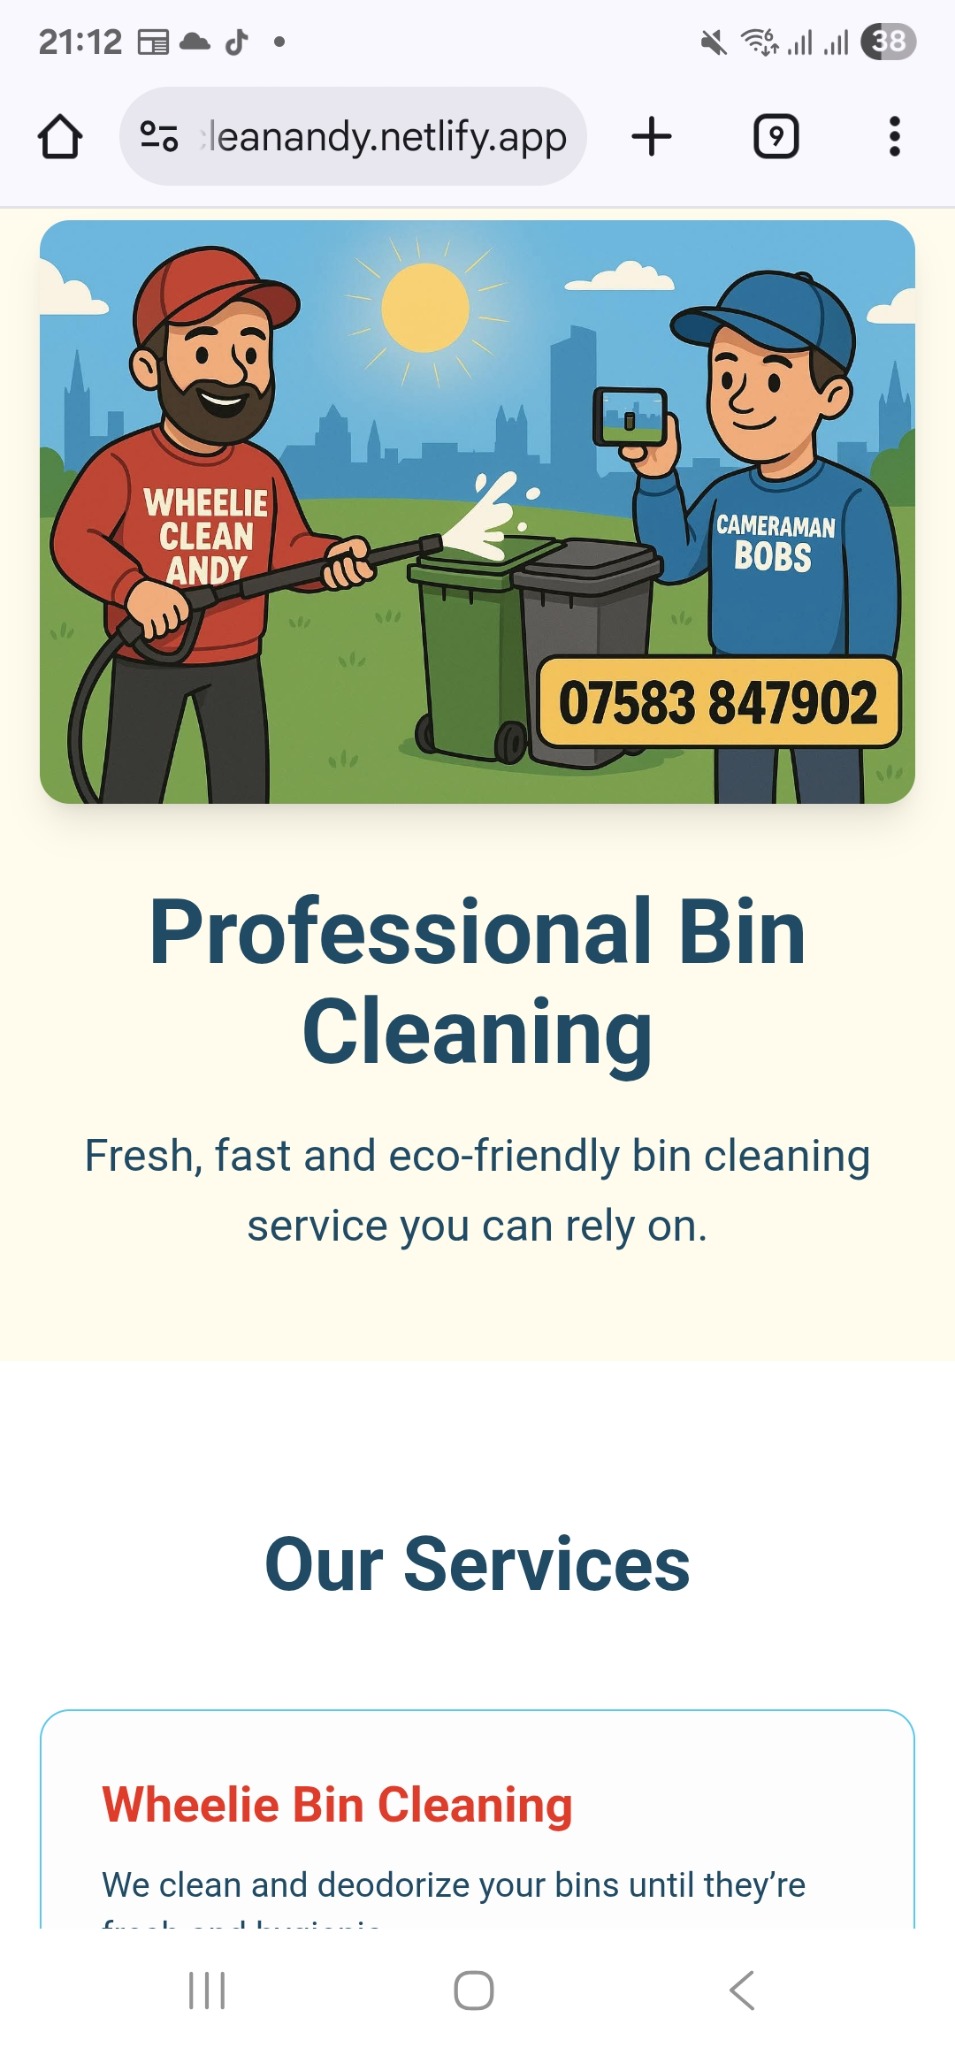 21:12
38
leanandy.netlify.app
9
WHEELIE
CLEAN
ANDY
CAMERAMAN
BOBS
07583 847902
Professional Bin
Cleaning
Fresh, fast and eco-friendly bin cleaning
service you can rely on.
Our Services
Wheelie Bin Cleaning
We clean and deodorize your bins until they’re